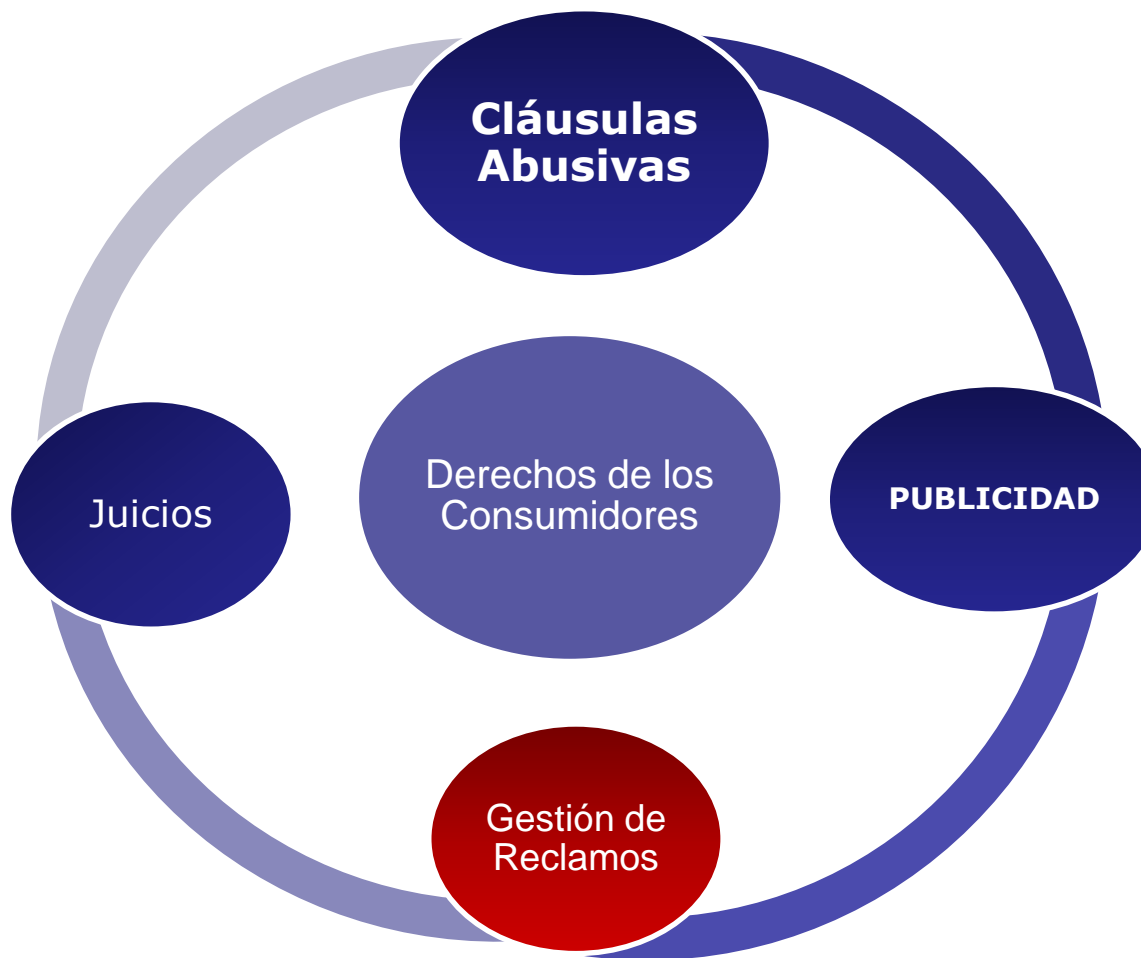 Cláusulas
Abusivas
Derechos de los
Consumidores
Juicios
PUBLICIDAD
Gestión de
Reclamos